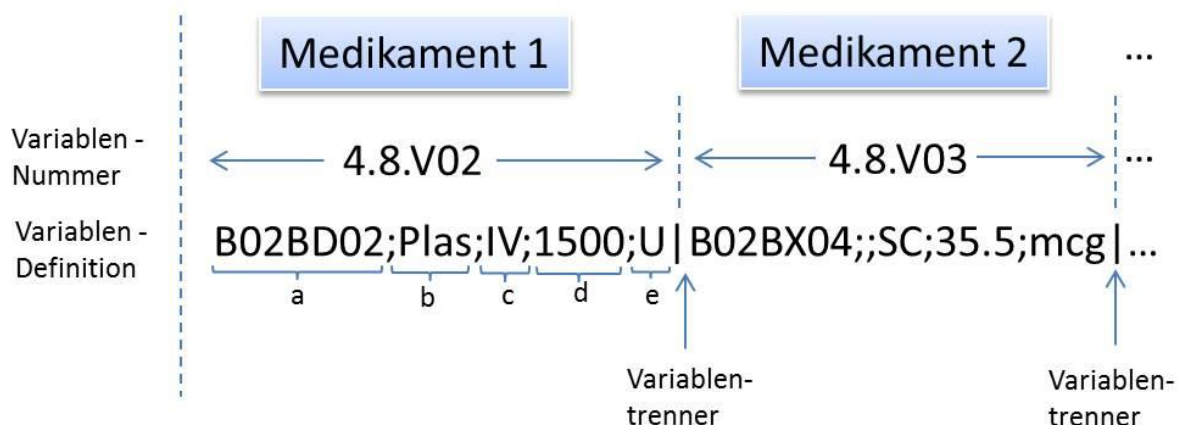 Medikament 1
Medikament 2
...
Variablen -
Nummer
4.8.V02
4.8.V03
...
Variablen -
Definition
B02BD02;Plas;IV;1500;U|B02BX04;;SC;35.5;mcg|...
a
b
c
d
e
Variablen-
trenner
Variablen-
trenner